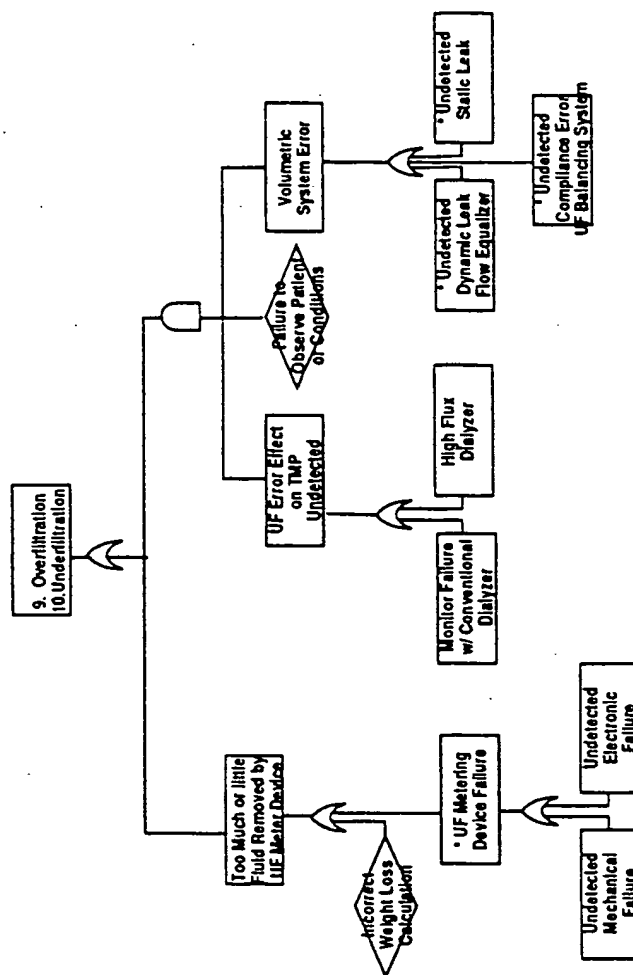 9. Overfiltration
10.Underfiltration
Too Much or little
Fluid Removed by
UF Meter Device
Incorrect
Weight Loss
Calculation
* UF Metering
Device Failure
Undetected
Mechanical
Failure
Undetected
Electronic
Failure
UF Error Effect
on TMP
Undetected
Monitor Failure
w/ Conventional
Dialyzer
High Flux
Dialyzer
Failure to
Observe Patient
or Conditions
Volumetric
System Error
* Undetected
Dynamic Leak
Flow Equalizer
* Undetected
Static Leak
* Undetected
Compliance Error
UF Balancing System